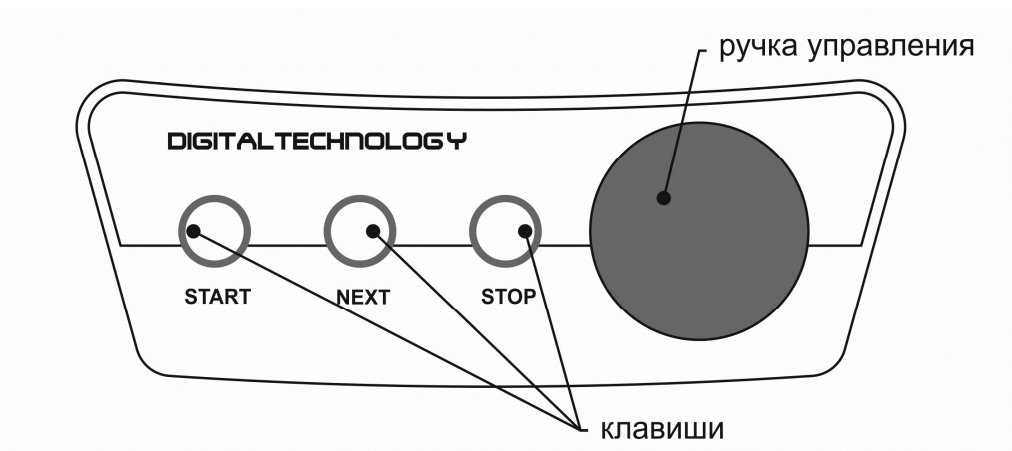 ручка управления
DIGITALTECHNOLOGY
START
NEXT
STOP
клавиши